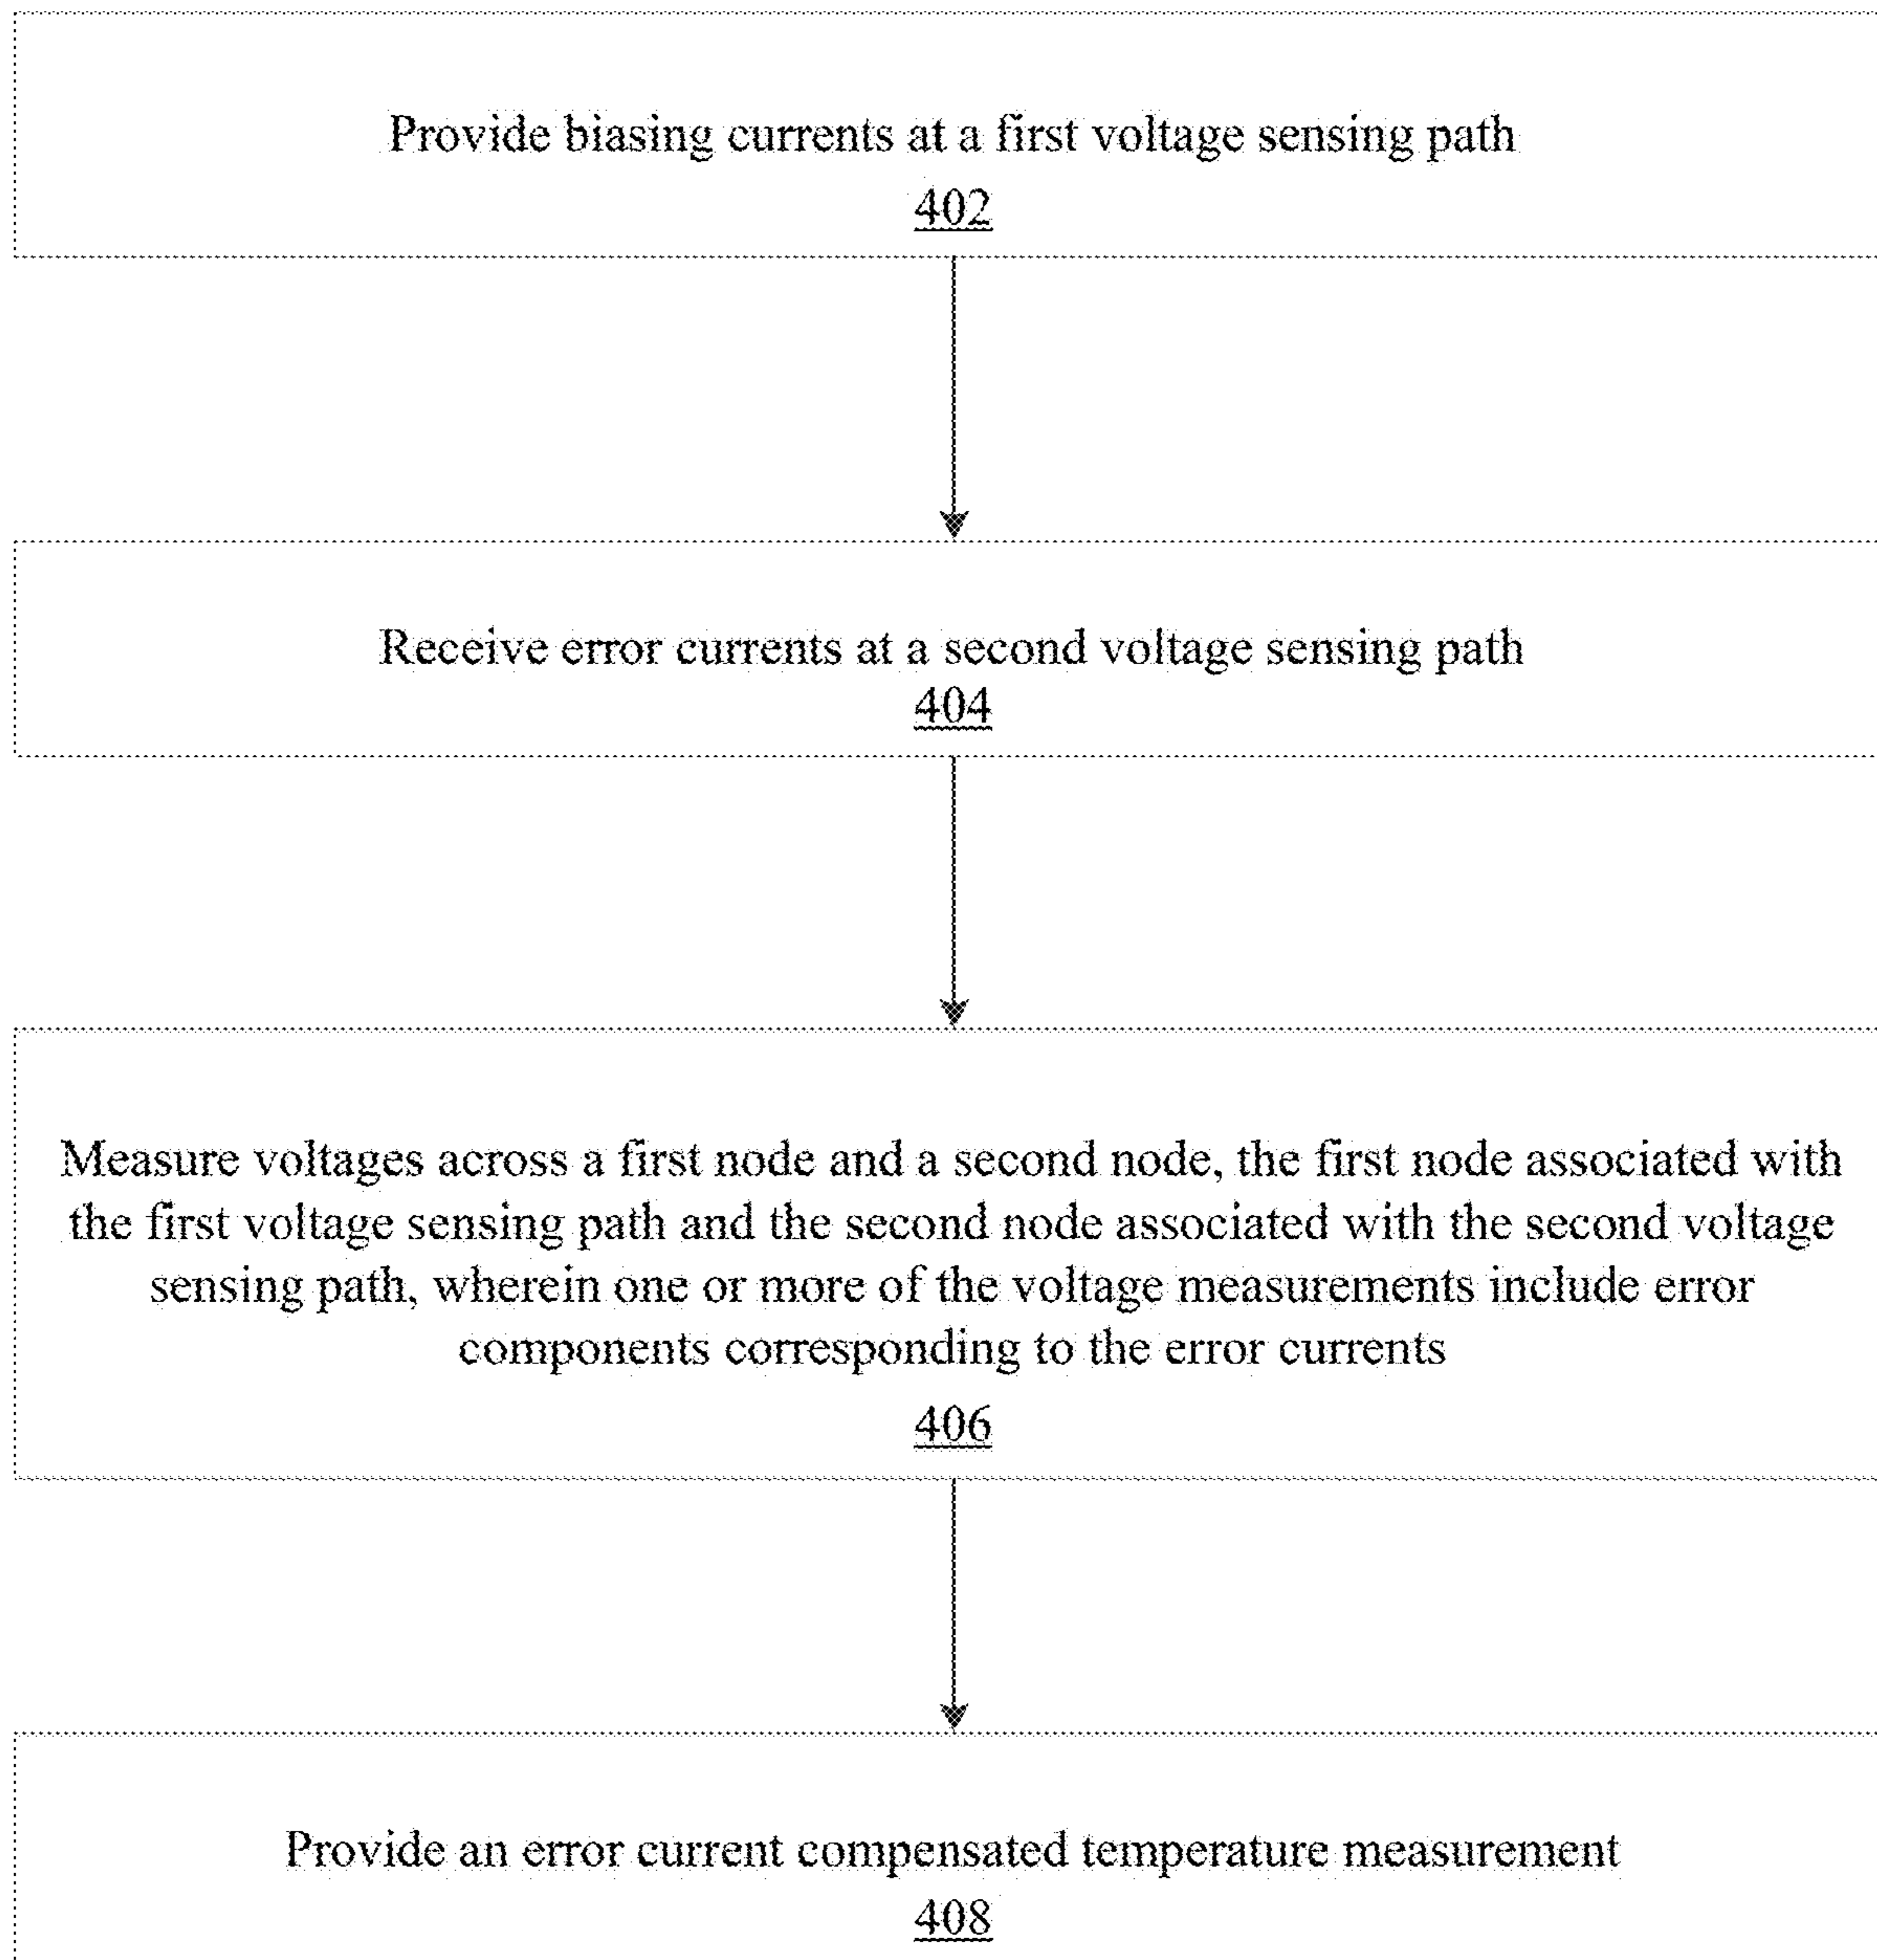 Provide biasing currents at a first voltage sensing path
402
Receive error currents at a second voltage sensing path
404
Measure voltages across a first node and a second node, the first node associated with
the first voltage sensing path and the second node associated with the second voltage
sensing path, wherein one or more of the voltage measurements include error
components corresponding to the error currents
406
Provide an error current compensated temperature measurement
408